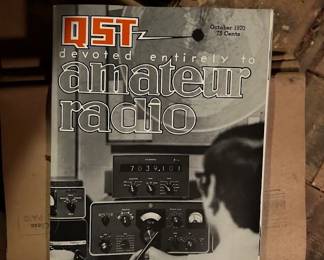 QST
October 1970
75 Cents
devoted entirely to
amateur
radio